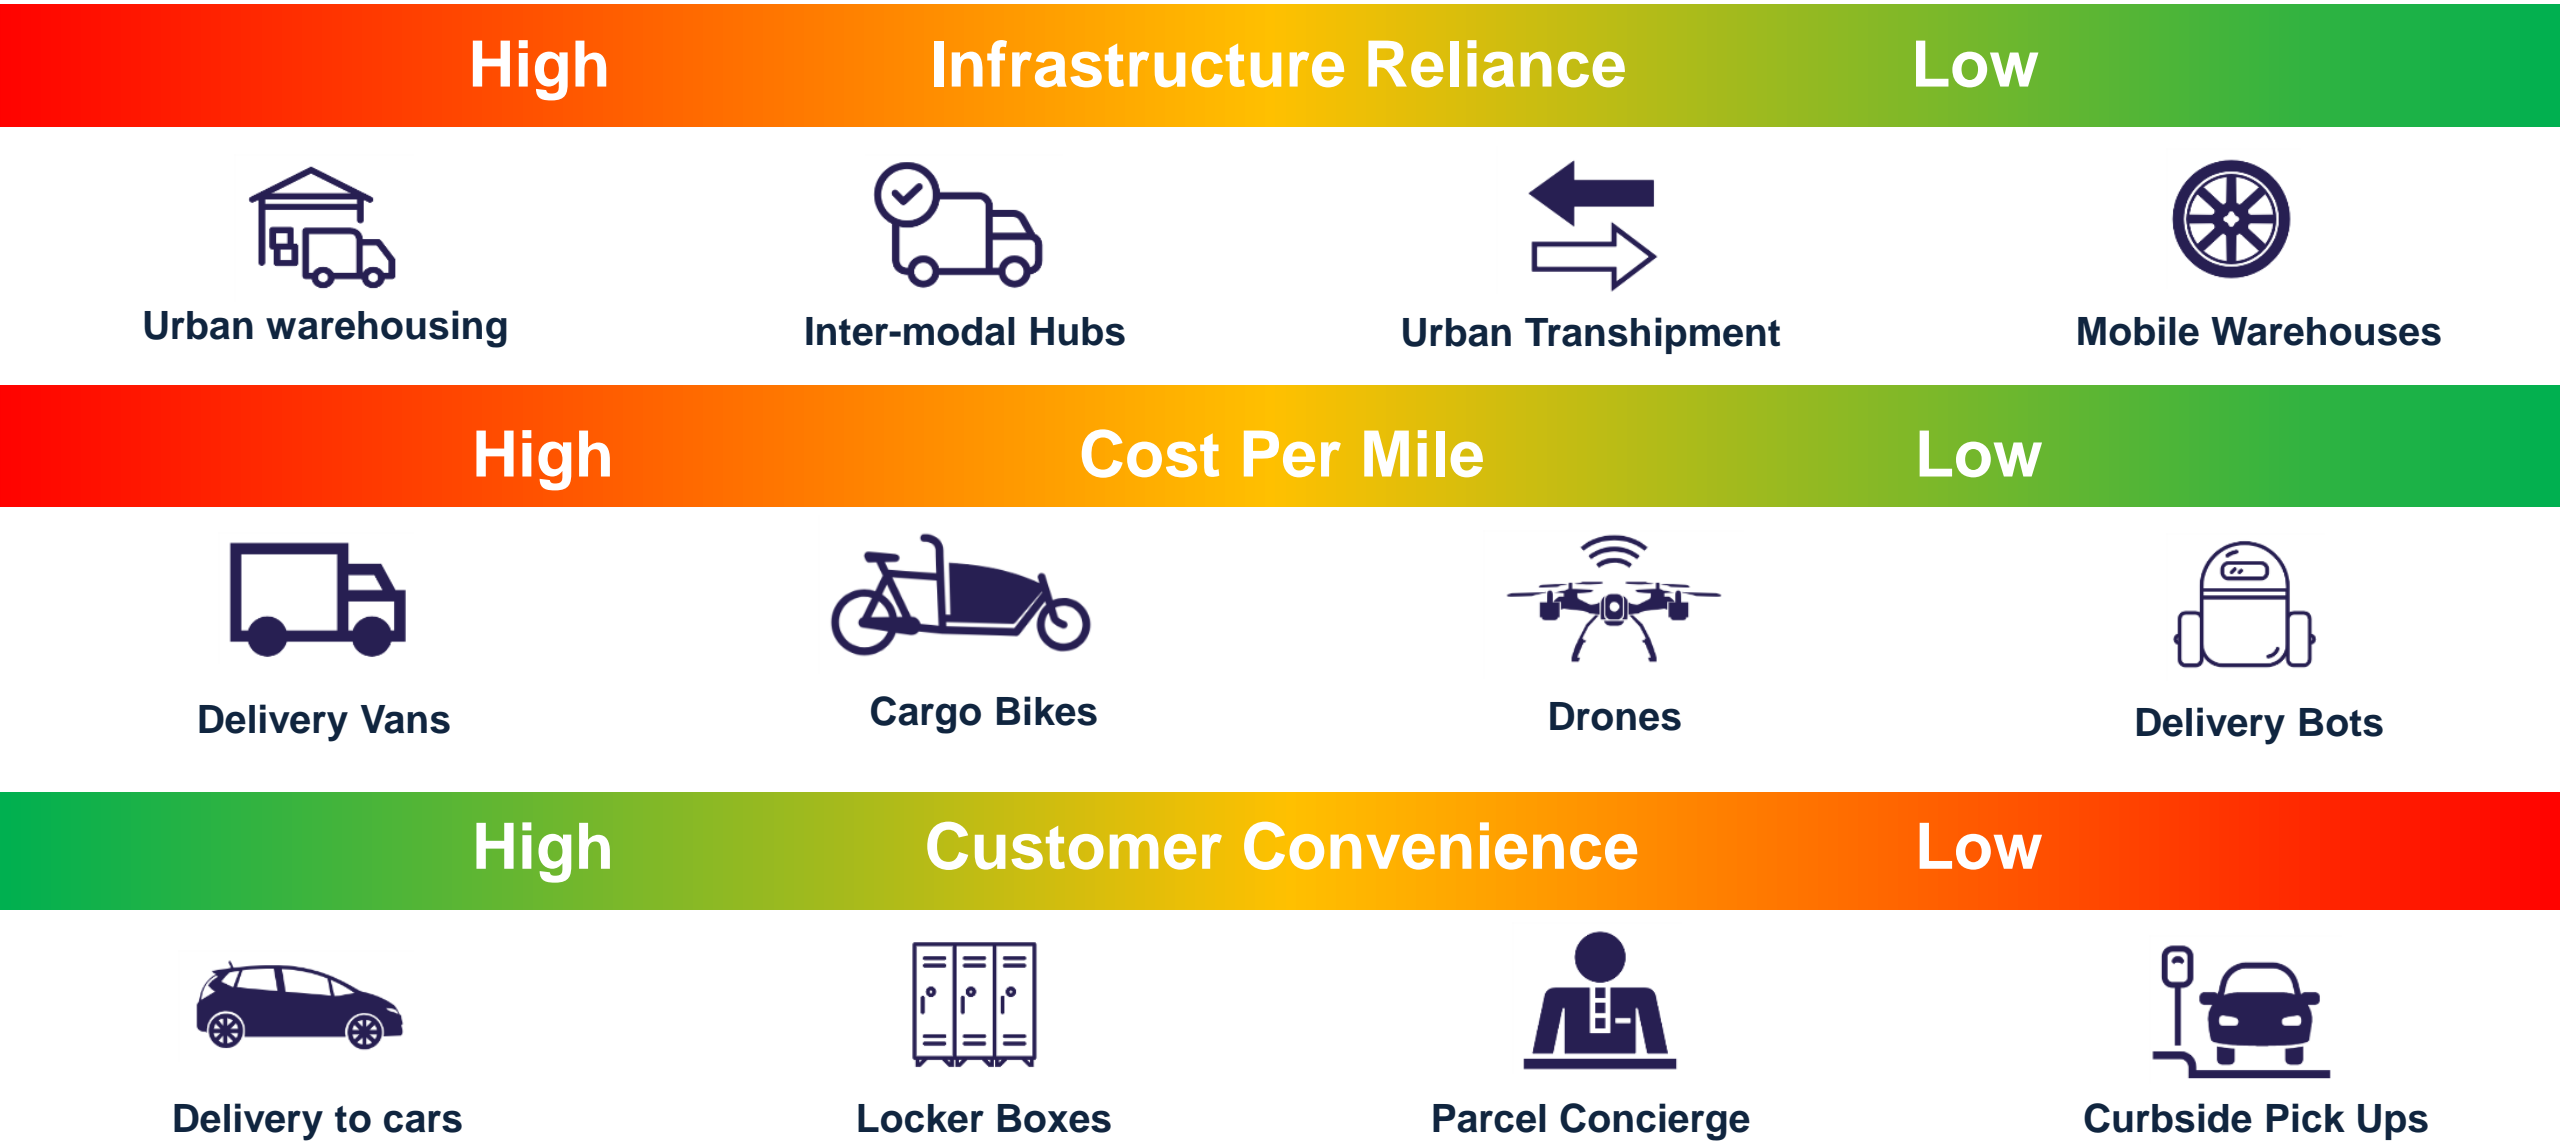 High Infrastructure Reliance Low
Urban warehousing Inter-modal Hubs Urban Transhipment Mobile Warehouses
High Cost Per Mile Low
Delivery Vans Cargo Bikes Drones Delivery Bots
High Customer Convenience Low
Delivery to cars Locker Boxes Parcel Concierge Curbside Pick Ups